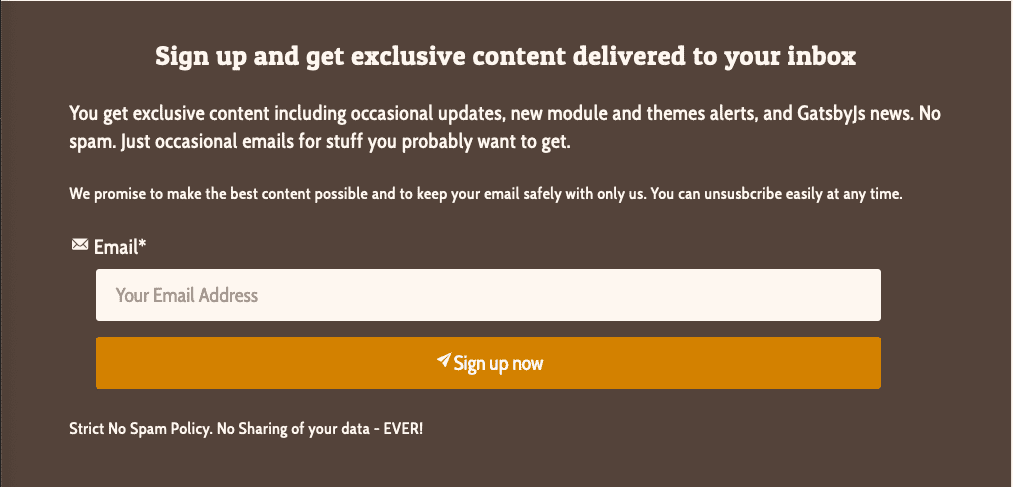 Sign up and get exclusive content delivered to your inbox
You get exclusive content including occasional updates, new module and themes alerts, and GatsbyJs news. No
spam. Just occasional emails for stuff you probably want to get.
We promise to make the best content possible and to keep your email safely with only us. You can unsusbcribe easily at any time.
Email*
Your Email Address
Sign up now
Strict No Spam Policy. No Sharing of your data - EVER!